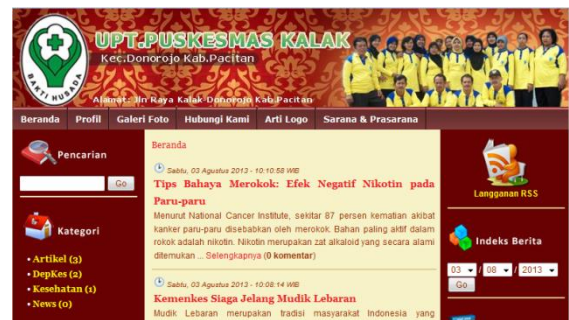 UPT.PUSKESMAS KALAK
Kec.Donorojo Kab.Pacitan
BAKTI HUSADA
Alamat: Jln Raya Kalak-Donorojo Kab.Pacitan
Beranda Profil Galeri Foto Hubungi Kami Arti Logo Sarana & Prasarana
Pencarian
Go
Kategori
• Artikel (3)
• DepKes (2)
• Kesehatan (1)
• News (0)
Beranda
Sabtu, 03 Agustus 2013 - 10:10:58 WIB
Tips Bahaya Merokok: Efek Negatif Nikotin pada
Paru-paru
Menurut National Cancer Institute, sekitar 87 persen kematian akibat
kanker paru-paru disebabkan oleh merokok. Bahan paling aktif dalam
rokok adalah nikotin. Nikotin merupakan zat alkaloid yang secara alami
ditemukan ... Selengkapnya (0 komentar)
Sabtu, 03 Agustus 2013 - 10:08:14 WIB
Kemenkes Siaga Jelang Mudik Lebaran
Mudik Lebaran merupakan tradisi masyarakat Indonesia yang
Langganan RSS
Indeks Berita
03 / 08 / 2013
Go